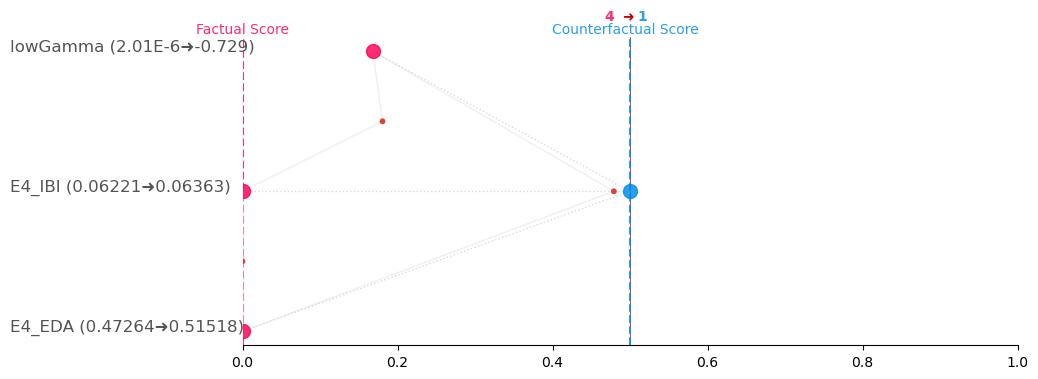 4 ➜ 1
Factual Score
Counterfactual Score
lowGamma (2.01E-6➜-0.729)
E4_IBI (0.06221➜0.06363)
E4_EDA (0.47264➜0.51518)
0.0 0.2 0.4 0.6 0.8 1.0